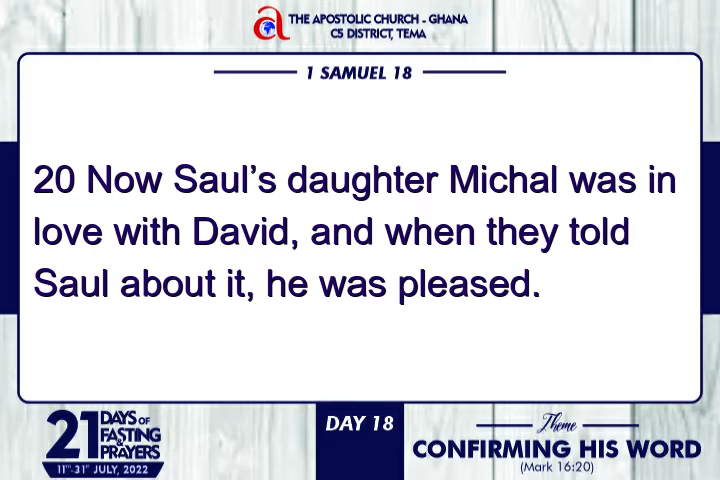 THE APOSTOLIC CHURCH - GHANA
C5 DISTRICT, TEMA
1 SAMUEL 18
20 Now Saul’s daughter Michal was in
love with David, and when they told
Saul about it, he was pleased.
21 DAYS OF
FASTING
&
PRAYERS
11TH-31ST JULY, 2022
DAY 18
Theme
CONFIRMING HIS WORD
(Mark 16:20)